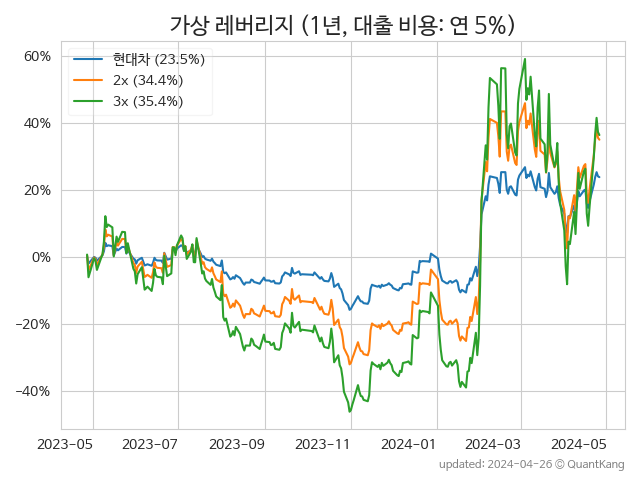 가상 레버리지 (1년, 대출 비용: 연 5%)
현대차 (23.5%)
2x (34.4%)
3x (35.4%)
60%
40%
20%
0%
−20%
−40%
2023-05 2023-07 2023-09 2023-11 2024-01 2024-03 2024-05
updated: 2024-04-26 © QuantKang